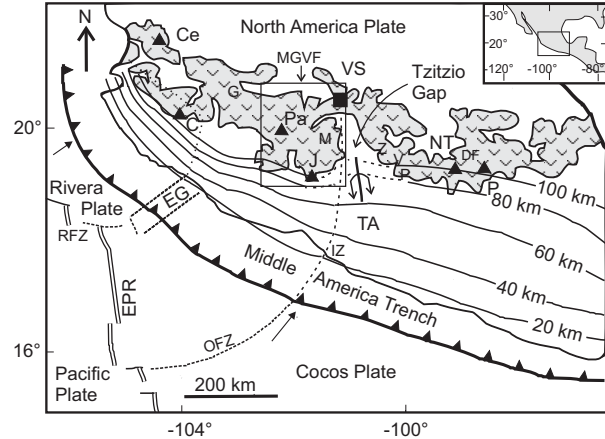 North America Plate
N
Ce
MGVF
VS
Tzitzio
Gap
-30°
20°
10°
-120°
-100°
-80°
G
C
Pa
M
Z
NT
DF
P
P
20°
Rivera
Plate
EG
RFZ
EPR
TA
IZ
100 km
80 km
60 km
40 km
20 km
Middle
America Trench
OFZ
16°
Pacific
Plate
200 km
Cocos Plate
-104°
-100°